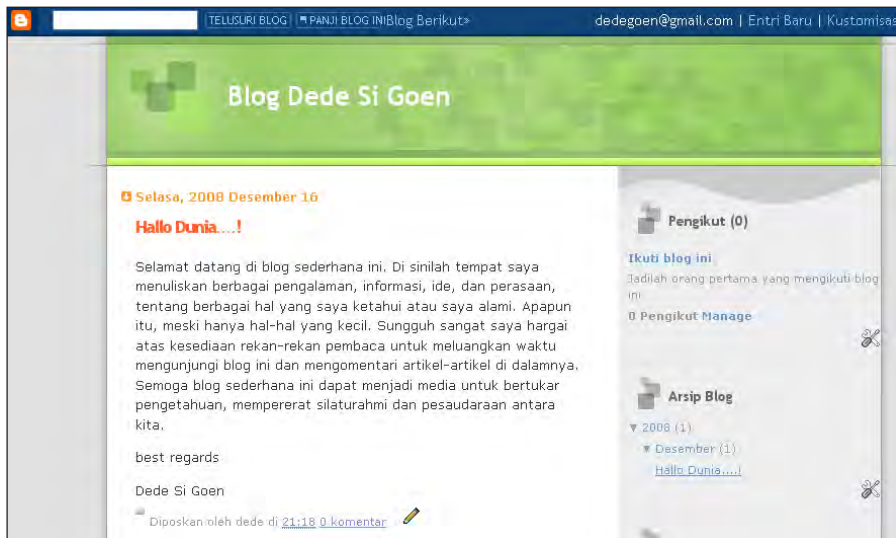 TELUSURI BLOG PANJI BLOG INI Blog Berikut» dedegoen@gmail.com | Entri Baru | Kustomisas
Blog Dede Si Goen
Selasa, 2008 Desember 16
Hallo Dunia....!
Selamat datang di blog sederhana ini. Di sinilah tempat saya
menuliskan berbagai pengalaman, informasi, ide, dan perasaan,
tentang berbagai hal yang saya ketahui atau saya alami. Apapun
itu, meski hanya hal-hal yang kecil. Sungguh sangat saya hargai
atas kesediaan rekan-rekan pembaca untuk meluangkan waktu
mengunjungi blog ini dan mengomentari artikel-artikel di dalamnya.
Semoga blog sederhana ini dapat menjadi media untuk bertukar
pengetahuan, mempererat silaturahmi dan pesaudaraan antara
kita.
best regards
Dede Si Goen
Diposkan oleh dede di 21:18 0 komentar
Pengikut (0)
Ikuti blog ini
Jadilah orang pertama yang mengikuti blog
ini
0 Pengikut Manage
Arsip Blog
▼ 2008 (1)
▼ Desember (1)
Hallo Dunia....!